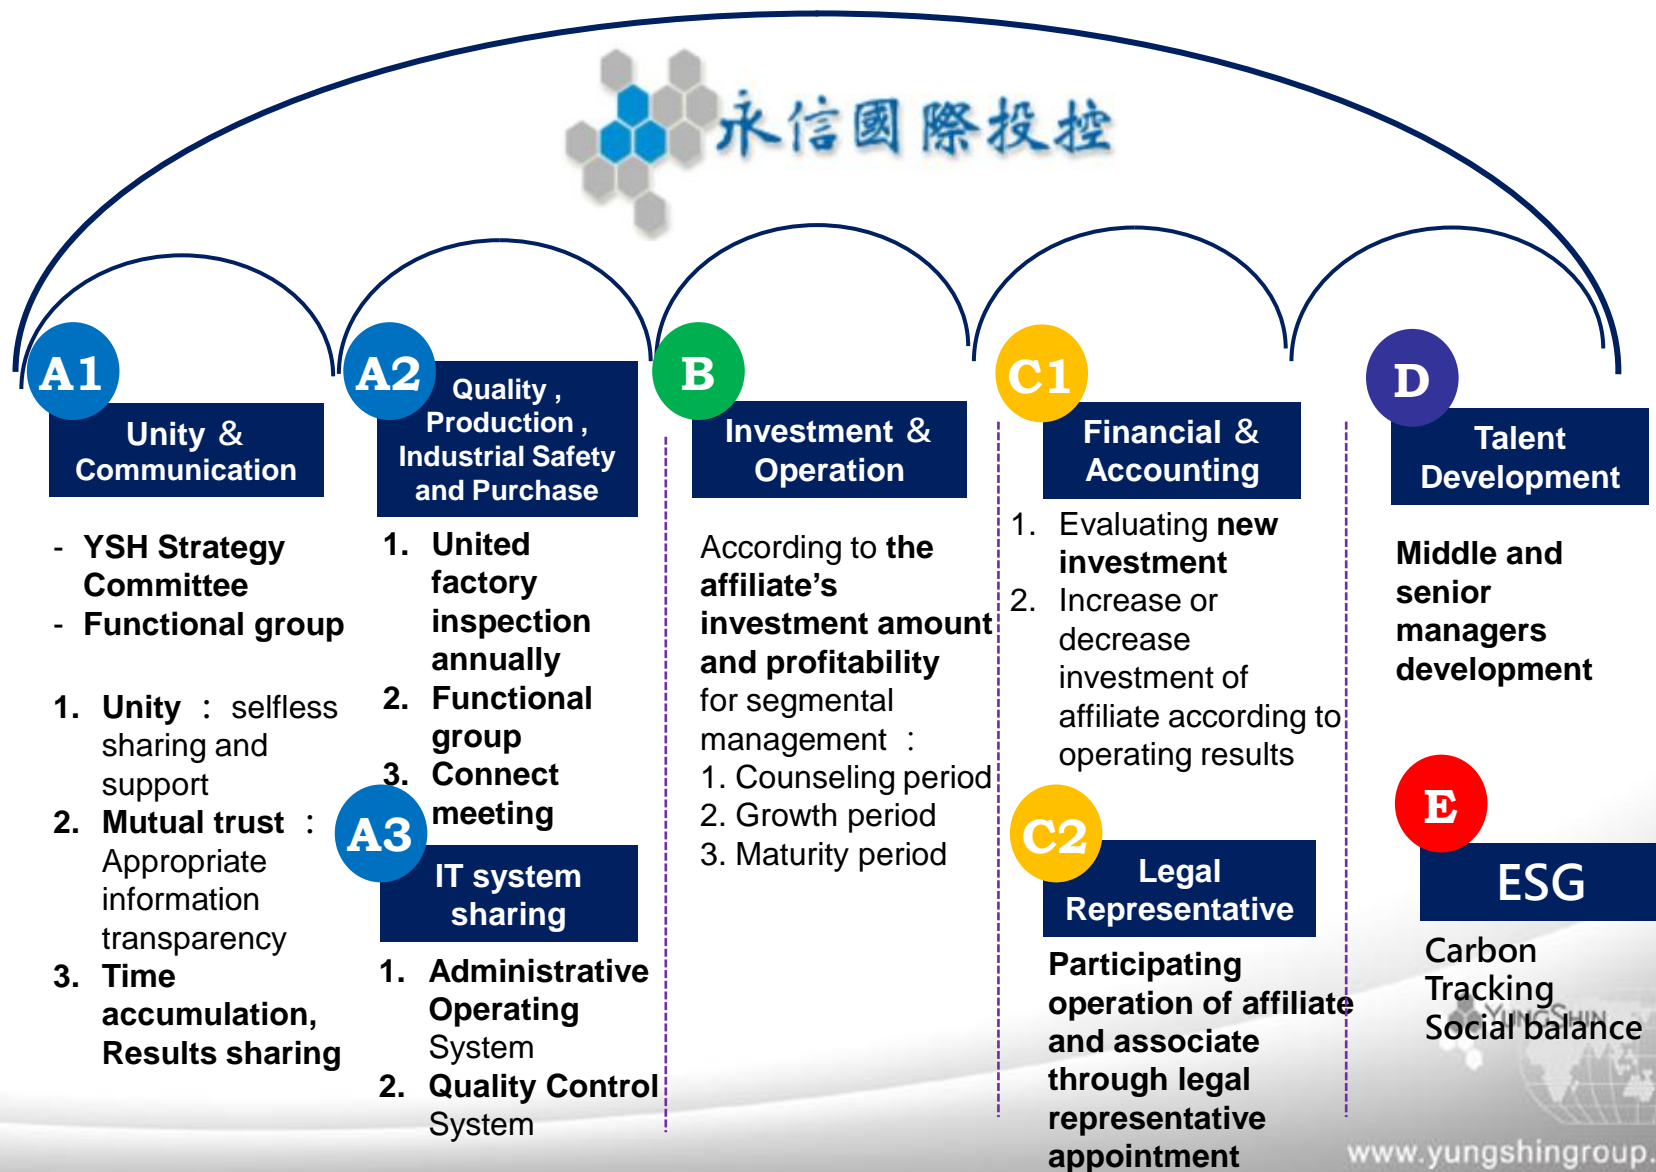 永信國際投控
A1
Unity &
Communication
- YSH Strategy
Committee
- Functional group
1. Unity : selfless
sharing and
support
2. Mutual trust :
Appropriate
information
transparency
3. Time
accumulation,
Results sharing
A2
Quality ,
Production ,
Industrial Safety
and Purchase
1. United
factory
inspection
annually
2. Functional
group
3. Connect
meeting
A3
IT system
sharing
1. Administrative
Operating
System
2. Quality Control
System
B
Investment &
Operation
According to the
affiliate’s
investment amount
and profitability
for segmental
management :
1. Counseling period
2. Growth period
3. Maturity period
C1
Financial &
Accounting
1. Evaluating new
investment
2. Increase or
decrease
investment of
affiliate according to
operating results
C2
Legal
Representative
Participating
operation of affiliate
and associate
through legal
representative
appointment
D
Talent
Development
Middle and
senior
managers
development
E
ESG
Carbon
Tracking
Social balance
YUNGSHIN
www.yungshingroup.